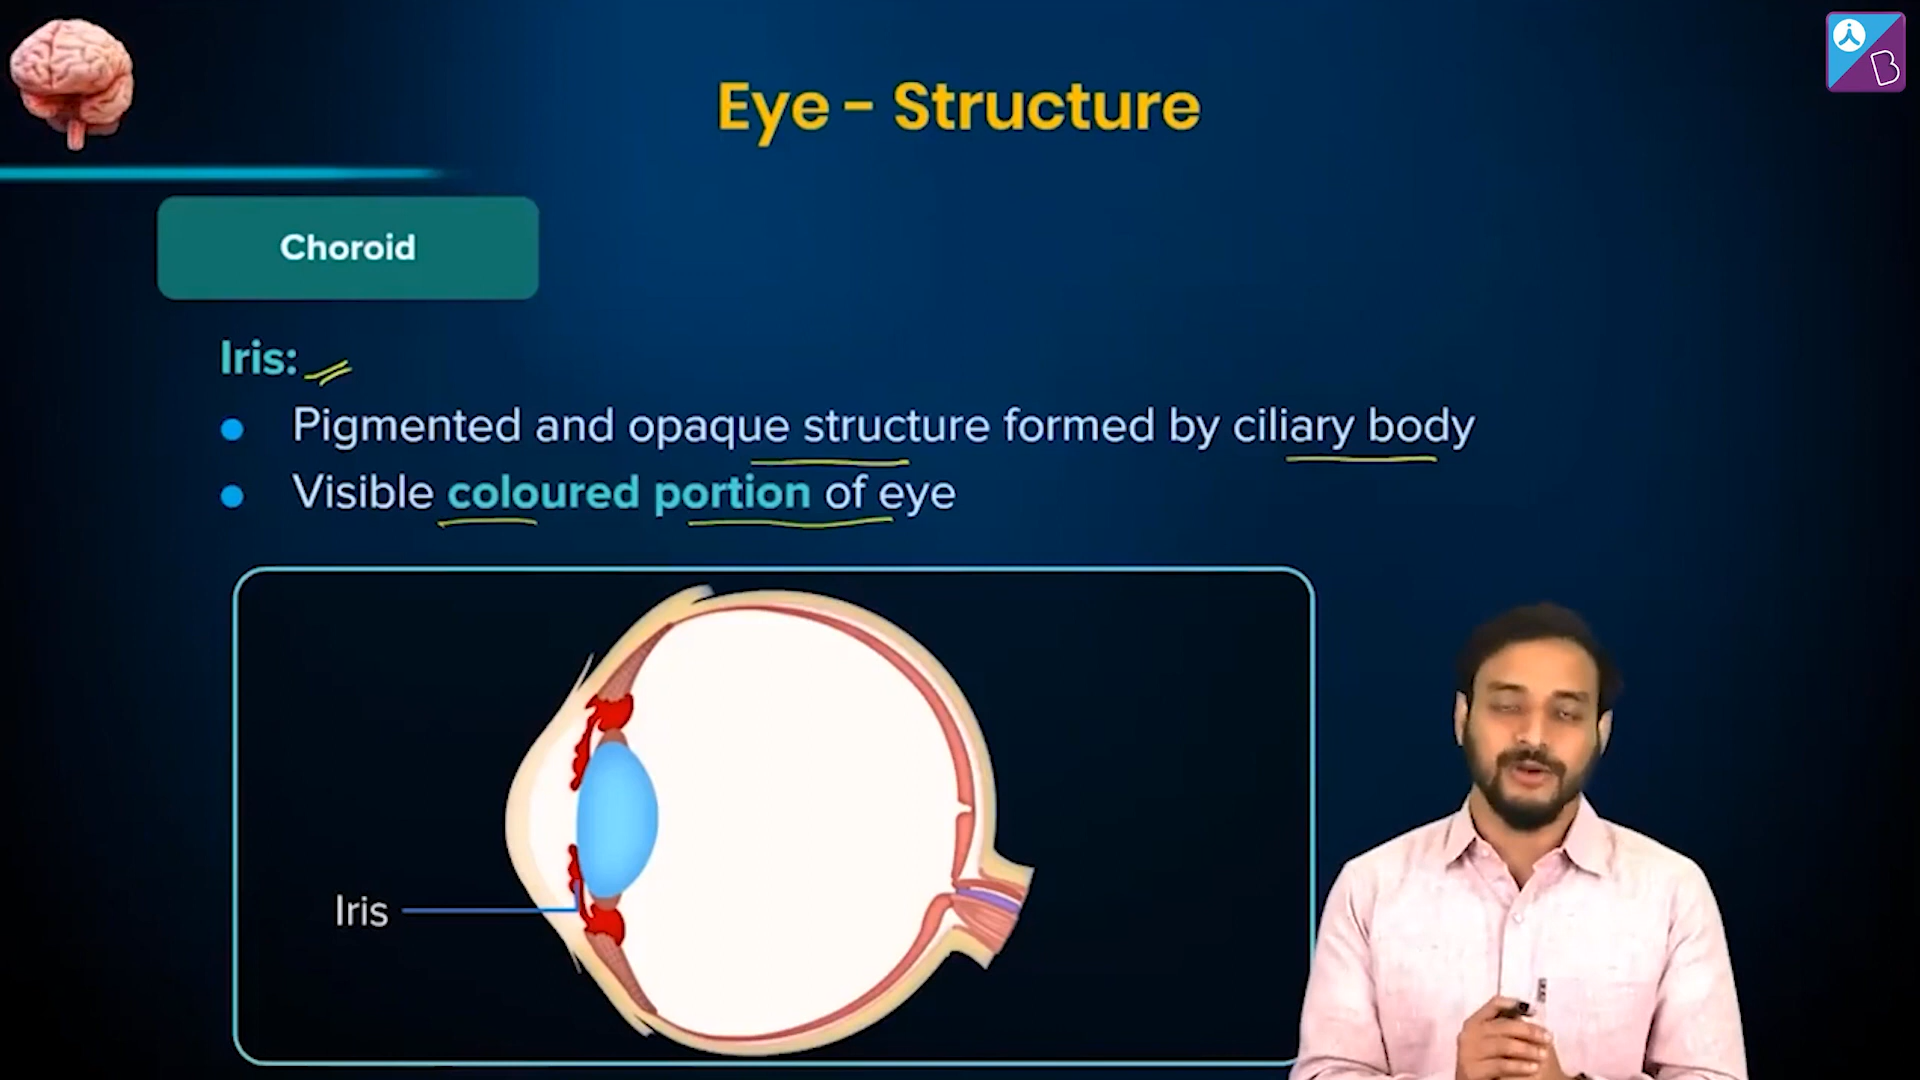 Eye - Structure
Choroid
Iris:
Pigmented and opaque structure formed by ciliary body
Visible coloured portion of eye
Iris
B